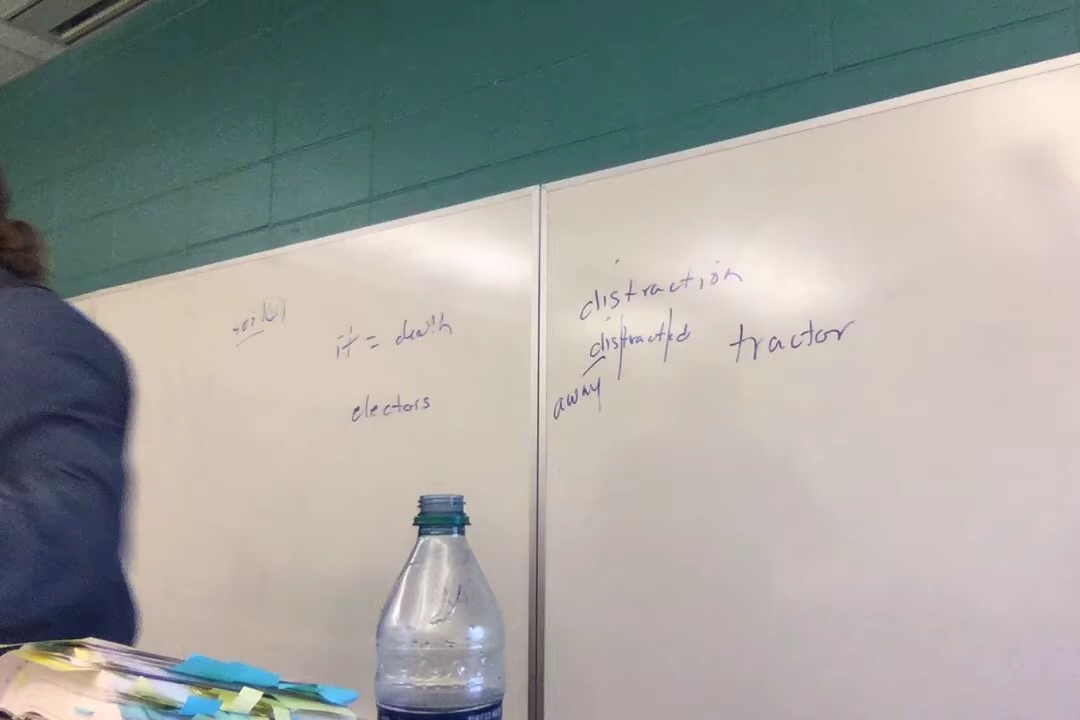 it = death
electors
distraction
distracted
away
tractor